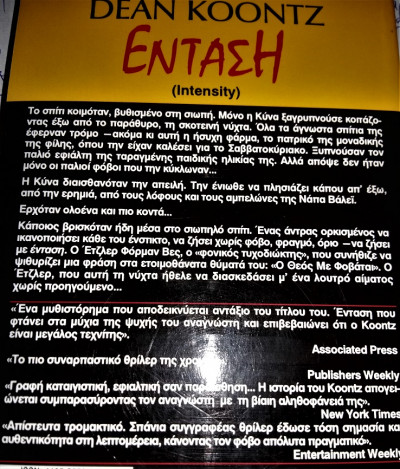 DEAN KOONTZ
ΕΝΤΑΣΗ
(Intensity)
Το σπίτι κοιμόταν, βυθισμένο στη σιωπή. Μόνο η Κύνα ξαγρυπνούσε κοιτάζο-
ντας έξω από το παράθυρο, τη σκοτεινή νύχτα. Όλα τα άγνωστα σπίτια της
έφερναν τρόμο –ακόμα κι αυτή η ήσυχη φάρμα, το πατρικό της μοναδικής
της φίλης, όπου την είχαν καλέσει για το Σαββατοκύριακο. Ξυπνούσαν τον
παλιό εφιάλτη της ταραγμένης παιδικής ηλικίας της. Αλλά απόψε δεν ήταν
μόνο οι παλιοί φόβοι που την κύκλωναν...
Η Κύνα διαισθανόταν την απειλή. Την ένιωθε να πλησιάζει κάπου απ' έξω,
από την ερημιά, από τους λόφους και τους αμπελώνες της Νάπα Βάλεϊ.
Ερχόταν ολοένα και πιο κοντά...
Κάποιος βρισκόταν ήδη μέσα στο σιωπηλό σπίτι. Ένας άντρας ορκισμένος να
ικανοποιήσει κάθε του ένστικτο, να ζήσει χωρίς φόβο, φραγμό, όριο –να ζήσει
με ένταση. Ο Έτζλερ Φόρμαν Βες, ο «φονικός τυχοδιώκτης», που συνήθιζε να
ψιθυρίζει μια φράση στα ετοιμοθάνατα θύματά του: «Ο Θεός Με Φοβάται». Ο
Έτζλερ, που αυτή τη νύχτα ήθελε να διασκεδάσει μ' ένα λουτρό αίματος
χωρίς προηγούμενο...
«Ένα μυθιστόρημα που αποδεικνύεται αντάξιο του τίτλου του. Ένταση που
φτάνει στα μύχια της ψυχής του αναγνώστη και επιβεβαιώνει ότι ο Koontz
είναι μεγάλος τεχνίτης».
Associated Press
«Το πιο συναρπαστικό θρίλερ της
Publishers Weekly
«Γραφή καταιγιστική, εφιαλτική σαν Η ιστορία του Koontz απογει-
ώνεται συμπαρασύροντας τον αναγνώστη με τη βίαιη αληθοφάνειά της».
New York Times
«Απίστευτα τρομακτικό. Σπάνια συγγραφέας θρίλερ έδωσε τόση σημασία και
αυθεντικότητα στη λεπτομέρεια, κάνοντας τον φόβο απόλυτα πραγματικό».
Entertainment Weekly